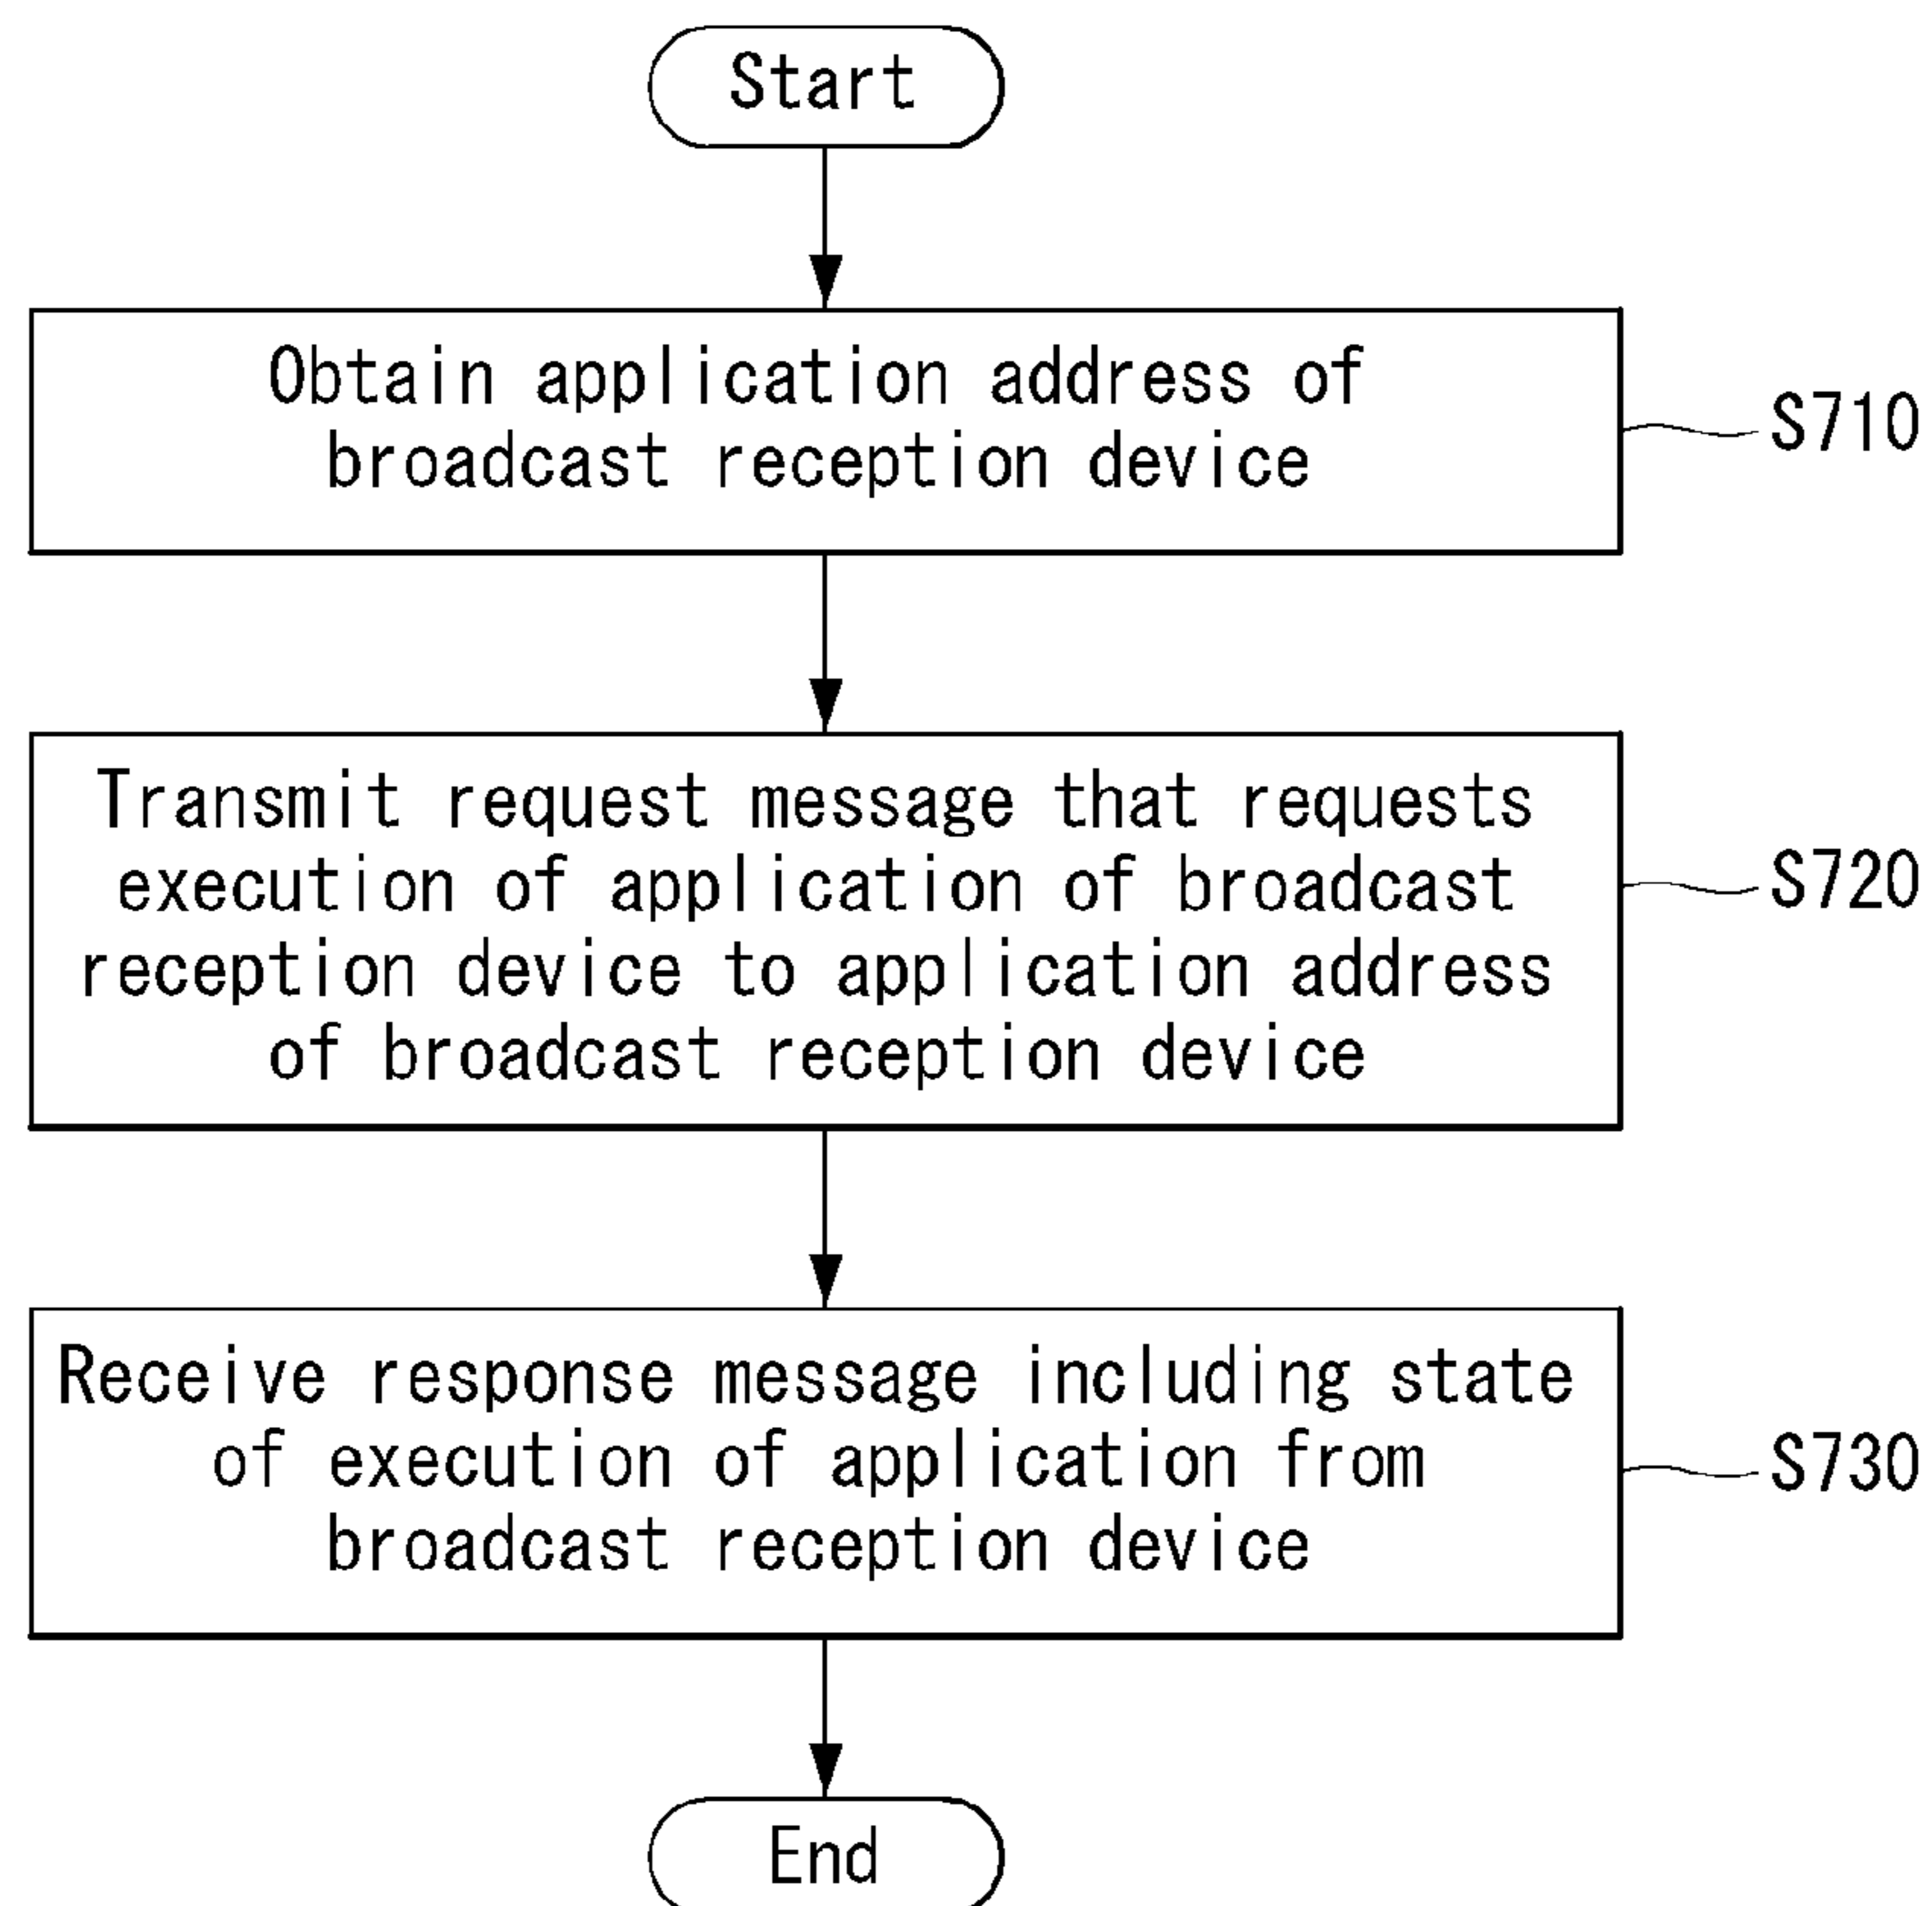 Start
Obtain application address of
broadcast reception device
S710
Transmit request message that requests
execution of application of broadcast
reception device to application address
of broadcast reception device
S720
Receive response message including state
of execution of application from
broadcast reception device
S730
End